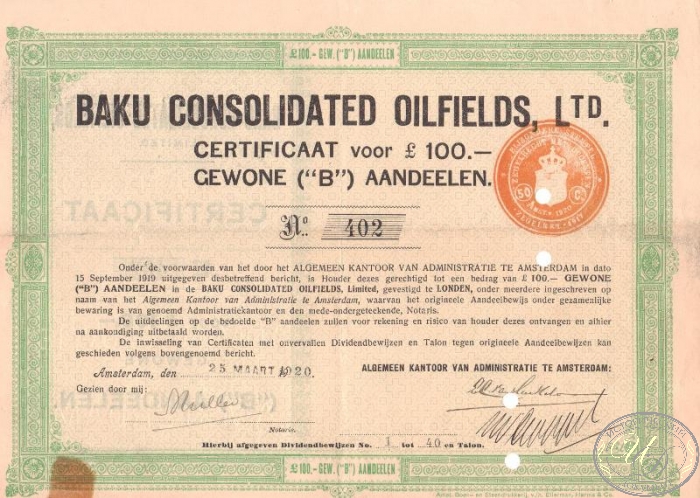 £ 100.- GEW. ("B") AANDEELEN
BAKU CONSOLIDATED OILFIELDS, LTD.
CERTIFICAAT voor £ 100.—
GEWONE ("B") AANDEELEN.
50 C
No. 402
Onder de voorwaarden van het door het ALGEMEEN KANTOOR VAN ADMINISTRATIE TE AMSTERDAM in dato
15 September 1919 uitgegeven desbetreffend bericht, is Houder dezes gerechtigd tot een bedrag van £ 100.— GEWONE
("B") AANDEELEN in de BAKU CONSOLIDATED OILFIELDS, Limited, gevestigd te LONDEN, onder meerdere ingeschreven op
naam van het Algemeen Kantoor van Administratie te Amsterdam, waarvan het origineele Aandeelbewijs onder gezamenlijke
bewaring is van genoemd Administratiekantoor en den mede-ondergeteekende, Notaris.
De uitdeelingen op de bedoelde "B" aandeelen zullen voor rekening en risico van houder dezes ontvangen en alhier
na aankondiging uitbetaald worden.
De inwisseling van Certificaten met onvervallen Dividendbewijzen en Talon tegen origineele Aandeelbewijzen kan
geschieden volgens bovengenoemd bericht.
Amsterdam, den 25 MAART 1920.
ALGEMEEN KANTOOR VAN ADMINISTRATIE TE AMSTERDAM:
Gezien door mij:
Notaris.
Hierbij afgegeven Dividendbewijzen No. 1 tot 40 en Talon.
£ 100.- GEW. ("B") AANDEELEN